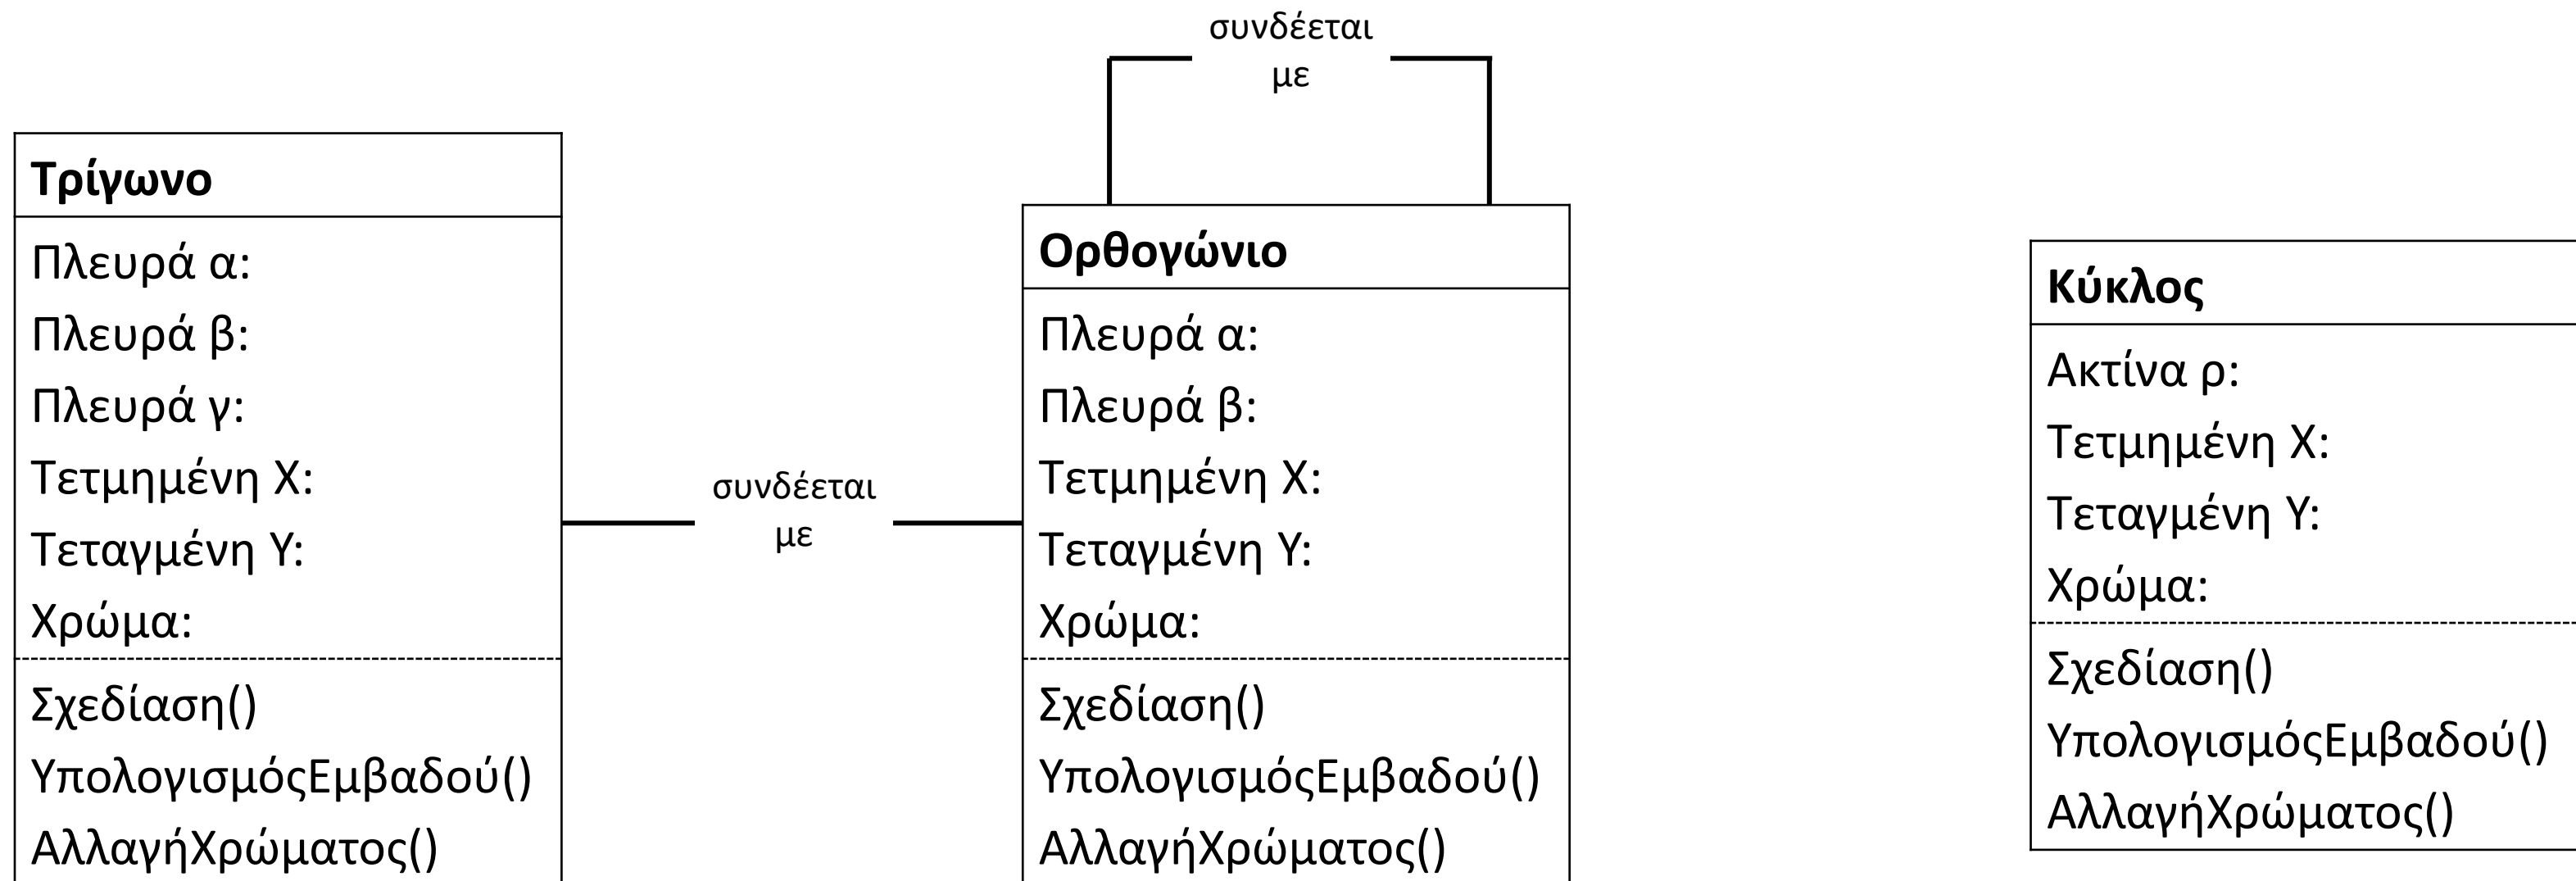 συνδέεται
με
Τρίγωνο
Πλευρά α:
Πλευρά β:
Πλευρά γ:
Τετμημένη Χ:
Τεταγμένη Υ:
Χρώμα:
Σχεδίαση()
ΥπολογισμόςΕμβαδού()
ΑλλαγήΧρώματος()
συνδέεται
με
Ορθογώνιο
Πλευρά α:
Πλευρά β:
Τετμημένη Χ:
Τεταγμένη Υ:
Χρώμα:
Σχεδίαση()
ΥπολογισμόςΕμβαδού()
ΑλλαγήΧρώματος()
Κύκλος
Ακτίνα ρ:
Τετμημένη Χ:
Τεταγμένη Υ:
Χρώμα:
Σχεδίαση()
ΥπολογισμόςΕμβαδού()
ΑλλαγήΧρώματος()